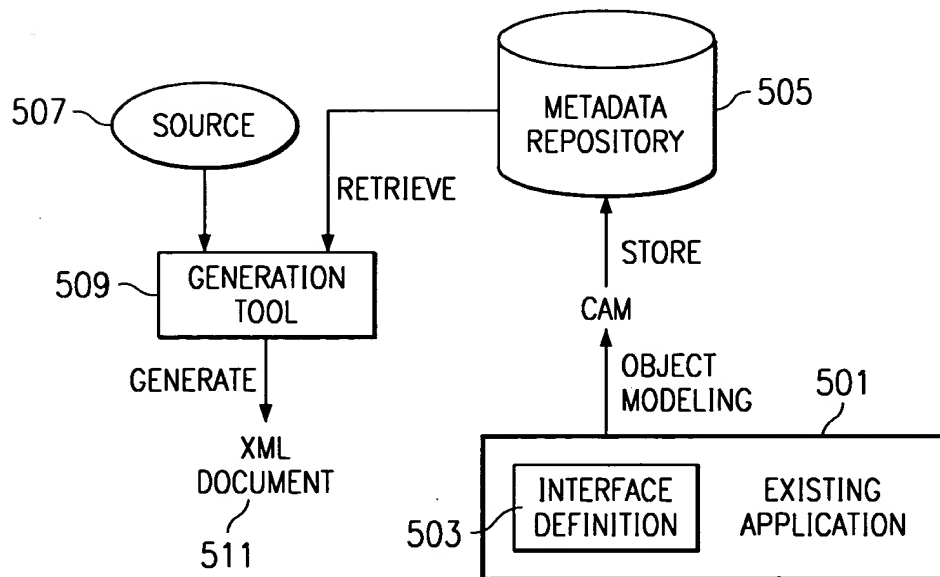 507
SOURCE
METADATA
REPOSITORY
505
RETRIEVE
STORE
509
GENERATION
TOOL
CAM
GENERATE
OBJECT
MODELING
501
XML
DOCUMENT
511
503
INTERFACE
DEFINITION
EXISTING
APPLICATION